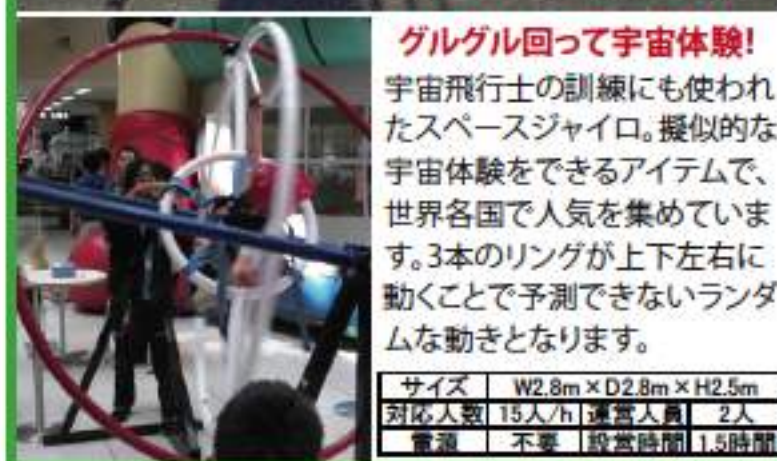 グルグル回って宇宙体験!
宇宙飛行士の訓練にも使われ
たスペースジャイロ。擬似的な
宇宙体験をできるアイテムで、
世界各国で人気を集めていま
す。3本のリングが上下左右に
動くことで予測できないランダ
ムな動きとなります。
サイズ W2.8m×D2.8m×H2.5m
対応人数 15人/h 運営人員 2人
電源 不要 設営時間 1.5時間